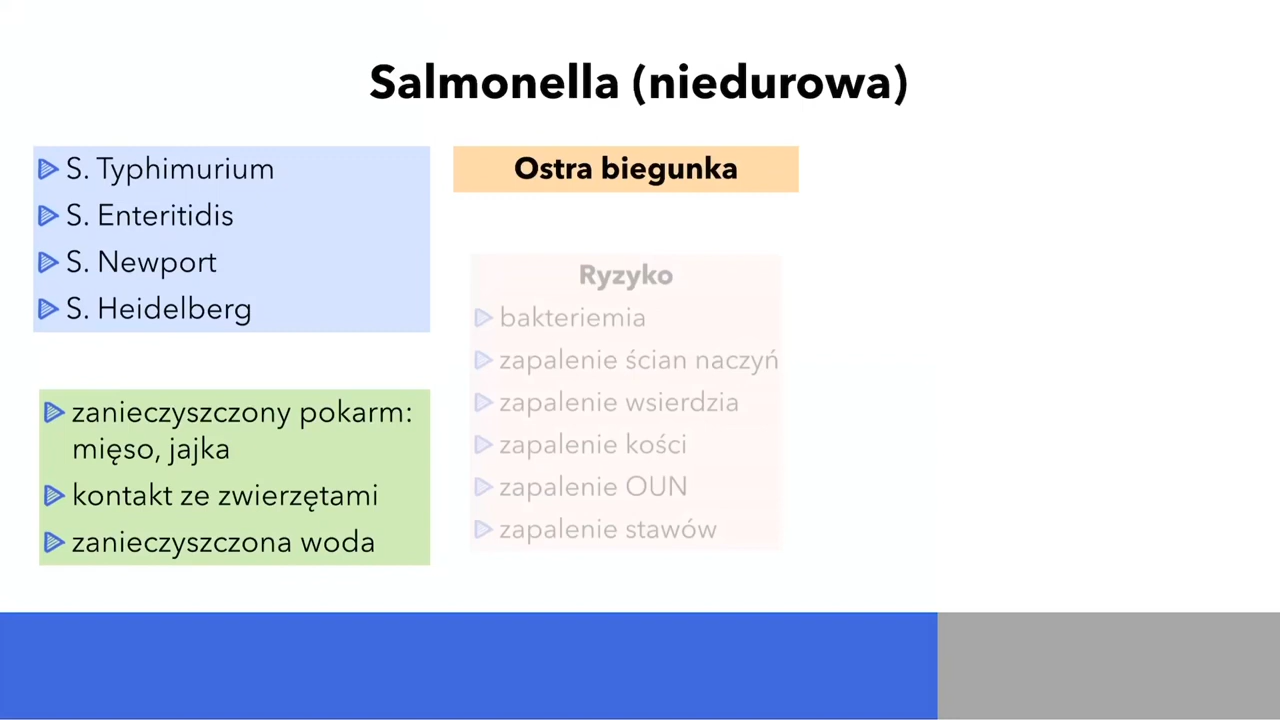 Salmonella (niedurowa)
S. Typhimurium
S. Enteritidis
S. Newport
S. Heidelberg
zanieczyszczony pokarm:
mięso, jajka
kontakt ze zwierzętami
zanieczyszczona woda
Ostra biegunka
Ryzyko
bakteriemia
zapalenie ścian naczyń
zapalenie wsierdzia
zapalenie kości
zapalenie OUN
zapalenie stawów